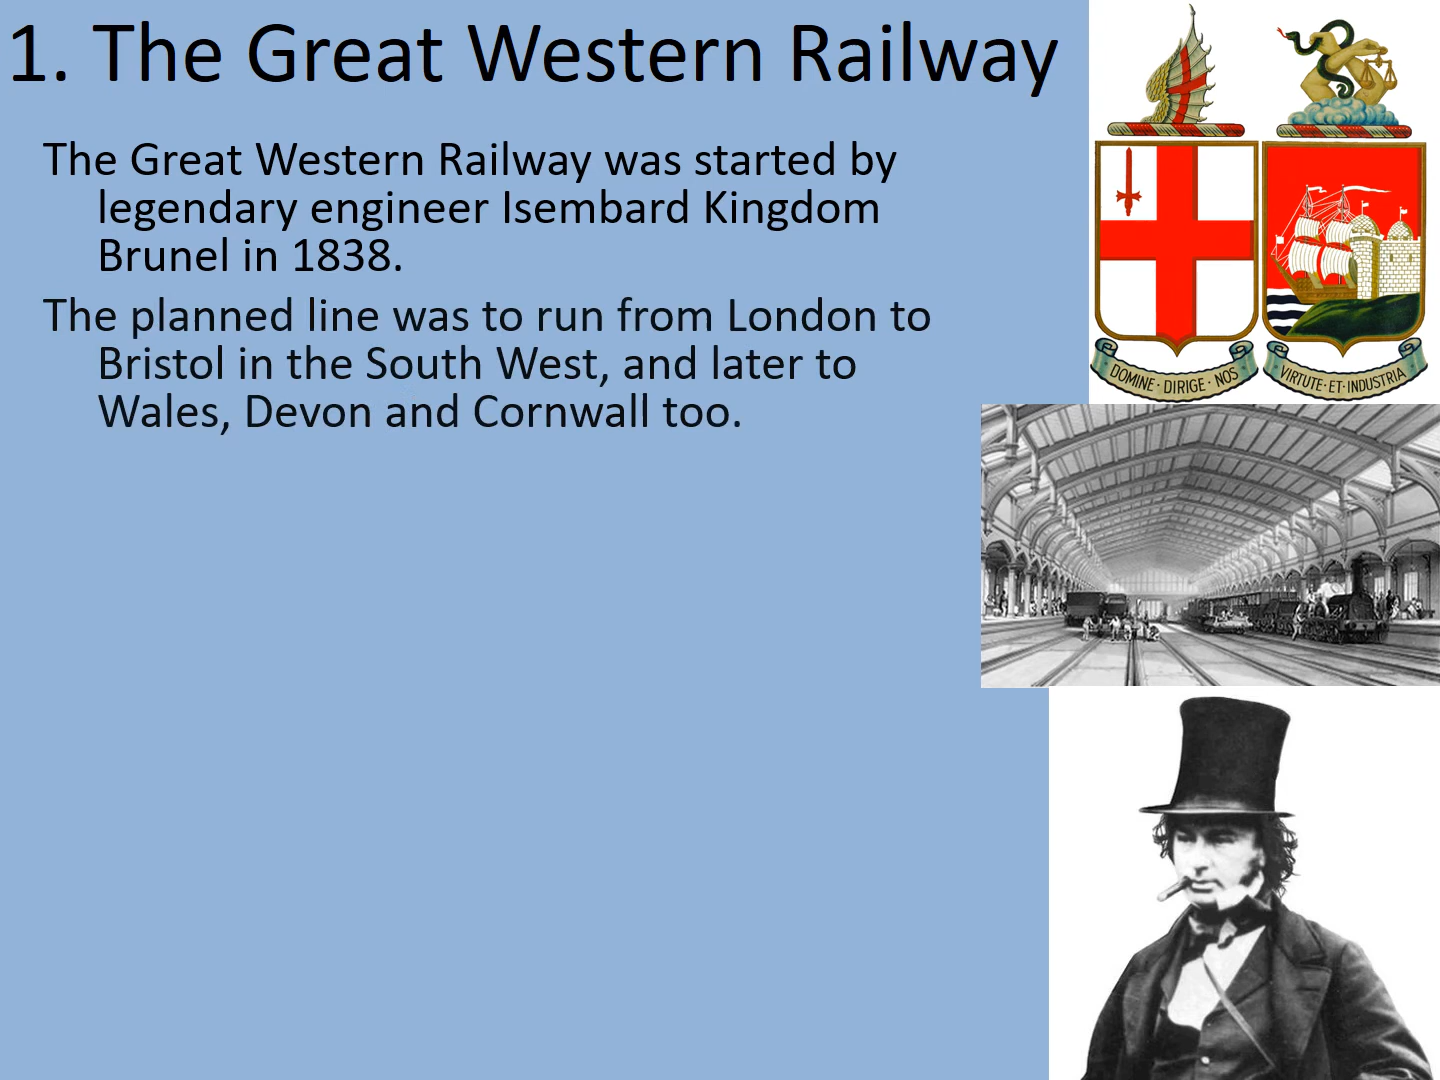 1. The Great Western Railway
The Great Western Railway was started by
legendary engineer Isembard Kingdom
Brunel in 1838.
The planned line was to run from London to
Bristol in the South West, and later to
Wales, Devon and Cornwall too.
DOMINE · DIRIGE · NOS
VIRTUTE · ET · INDUSTRIA